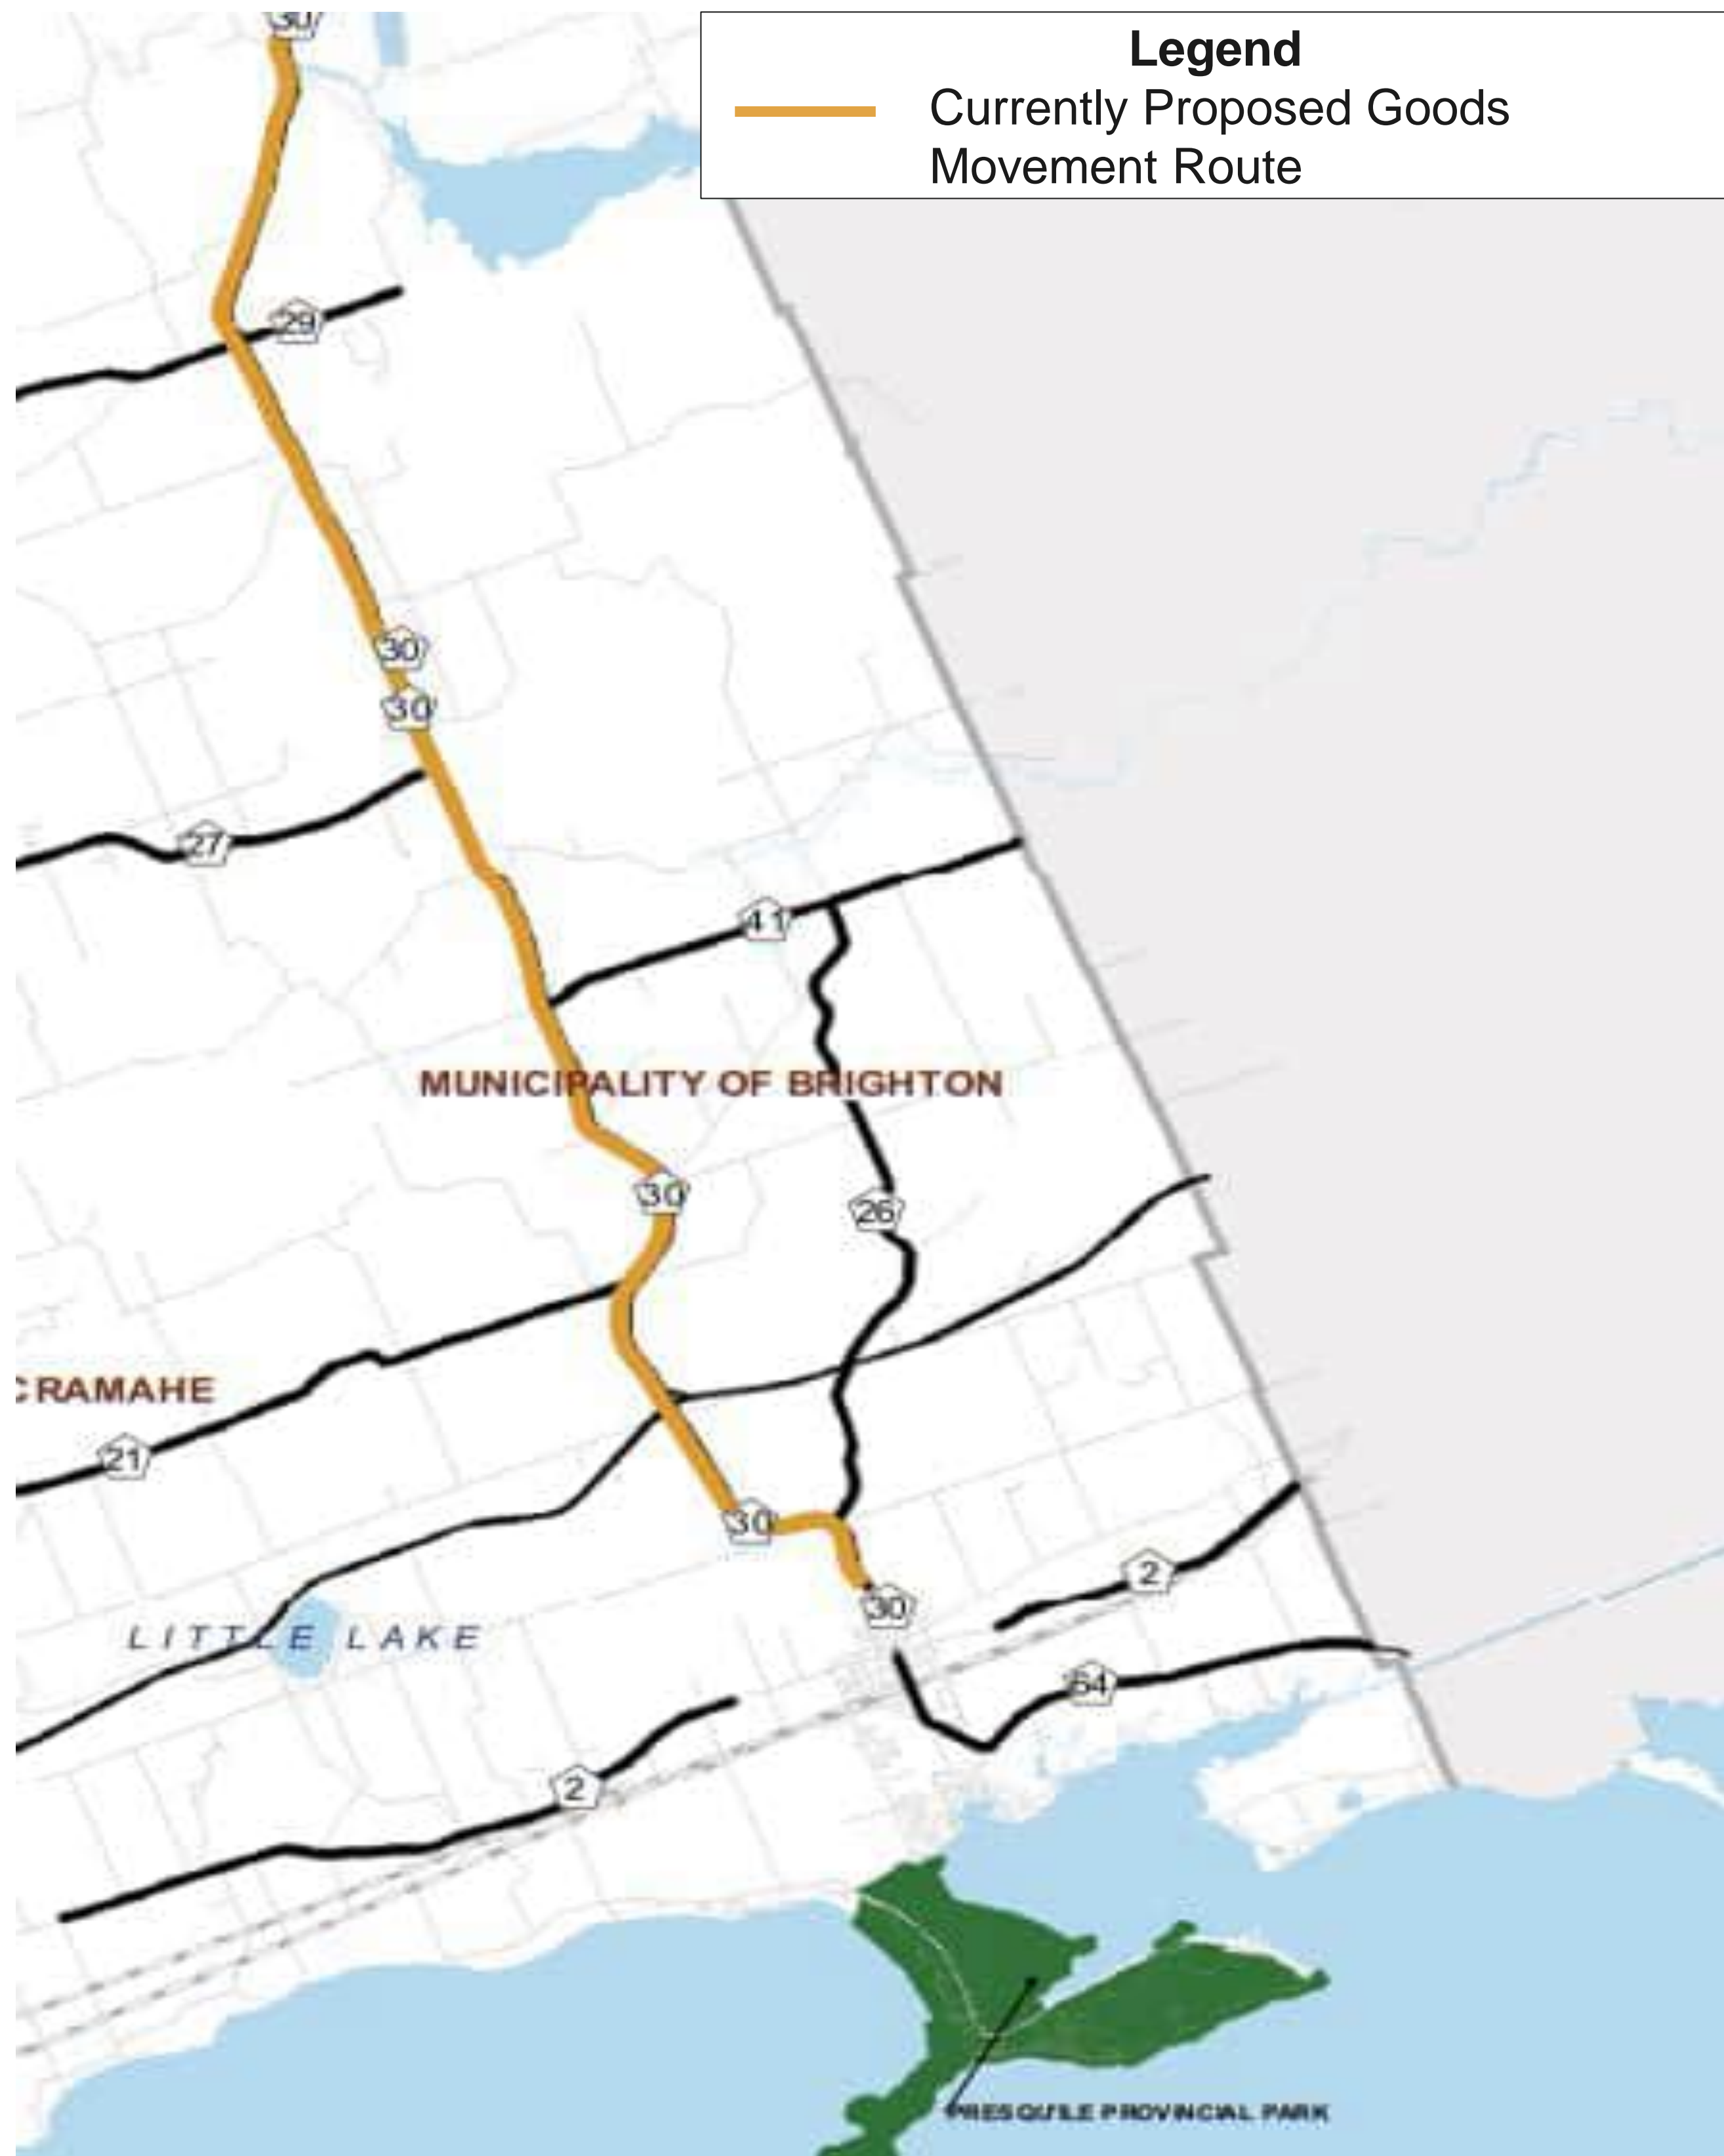 30
Legend
Currently Proposed Goods
Movement Route
29
30
30
27
41
MUNICIPALITY OF BRIGHTON
30
26
CRAMAHE
21
30
2
30
LITTLE LAKE
64
2
PRESQU'ILE PROVINCIAL PARK